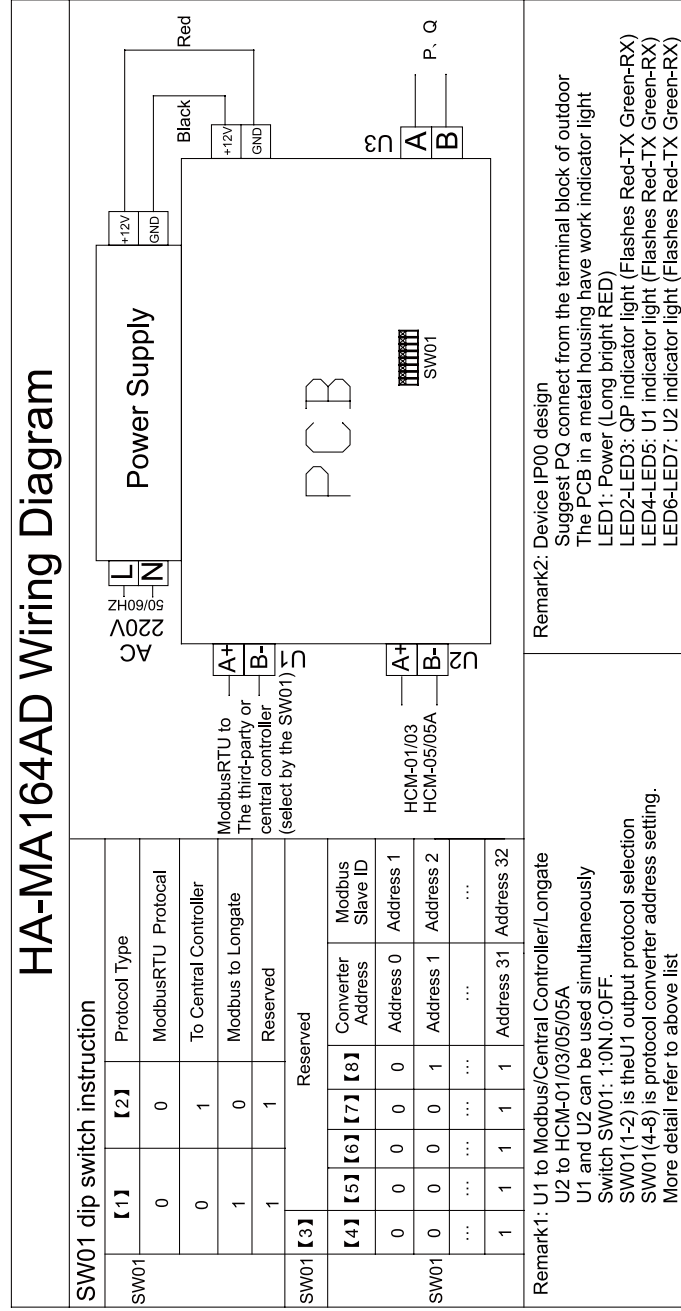 HA-MA164AD Wiring Diagram
SW01 dip switch instruction
SW01
【1】 【2】 Protocol Type
0 0 ModbusRTU Protocal
0 1 To Central Controller
1 0 Modbus to Longate
1 1 Reserved
SW01 【3】 Reserved
SW01
【4】 【5】 【6】 【7】 【8】 Converter Address Modbus Slave ID
0 0 0 0 0 Address 0 Address 1
0 0 0 0 1 Address 1 Address 2
... ... ... ... ... ... ...
1 1 1 1 1 Address 31 Address 32
AC
220V
50/60HZ
L
N
Power Supply
+12V
GND
Red
Black
+12V
GND
ModbusRTU to
The third-party or
central controller
(select by the SW01)
A+
B-
U1
HCM-01/03
HCM-05/05A
A+
B-
U2
PCB
SW01
U3
A
B
P、Q
Remark1: U1 to Modbus/Central Controller/Longate
U2 to HCM-01/03/05/05A
U1 and U2 can be used simultaneously
Switch SW01: 1:0N.0:OFF.
SW01(1-2) is theU1 output protocol selection
SW01(4-8) is protocol converter address setting.
More detail refer to above list
Remark2: Device IP00 design
Suggest PQ connect from the terminal block of outdoor
The PCB in a metal housing have work indicator light
LED1: Power (Long bright RED)
LED2-LED3: QP indicator light (Flashes Red-TX Green-RX)
LED4-LED5: U1 indicator light (Flashes Red-TX Green-RX)
LED6-LED7: U2 indicator light (Flashes Red-TX Green-RX)